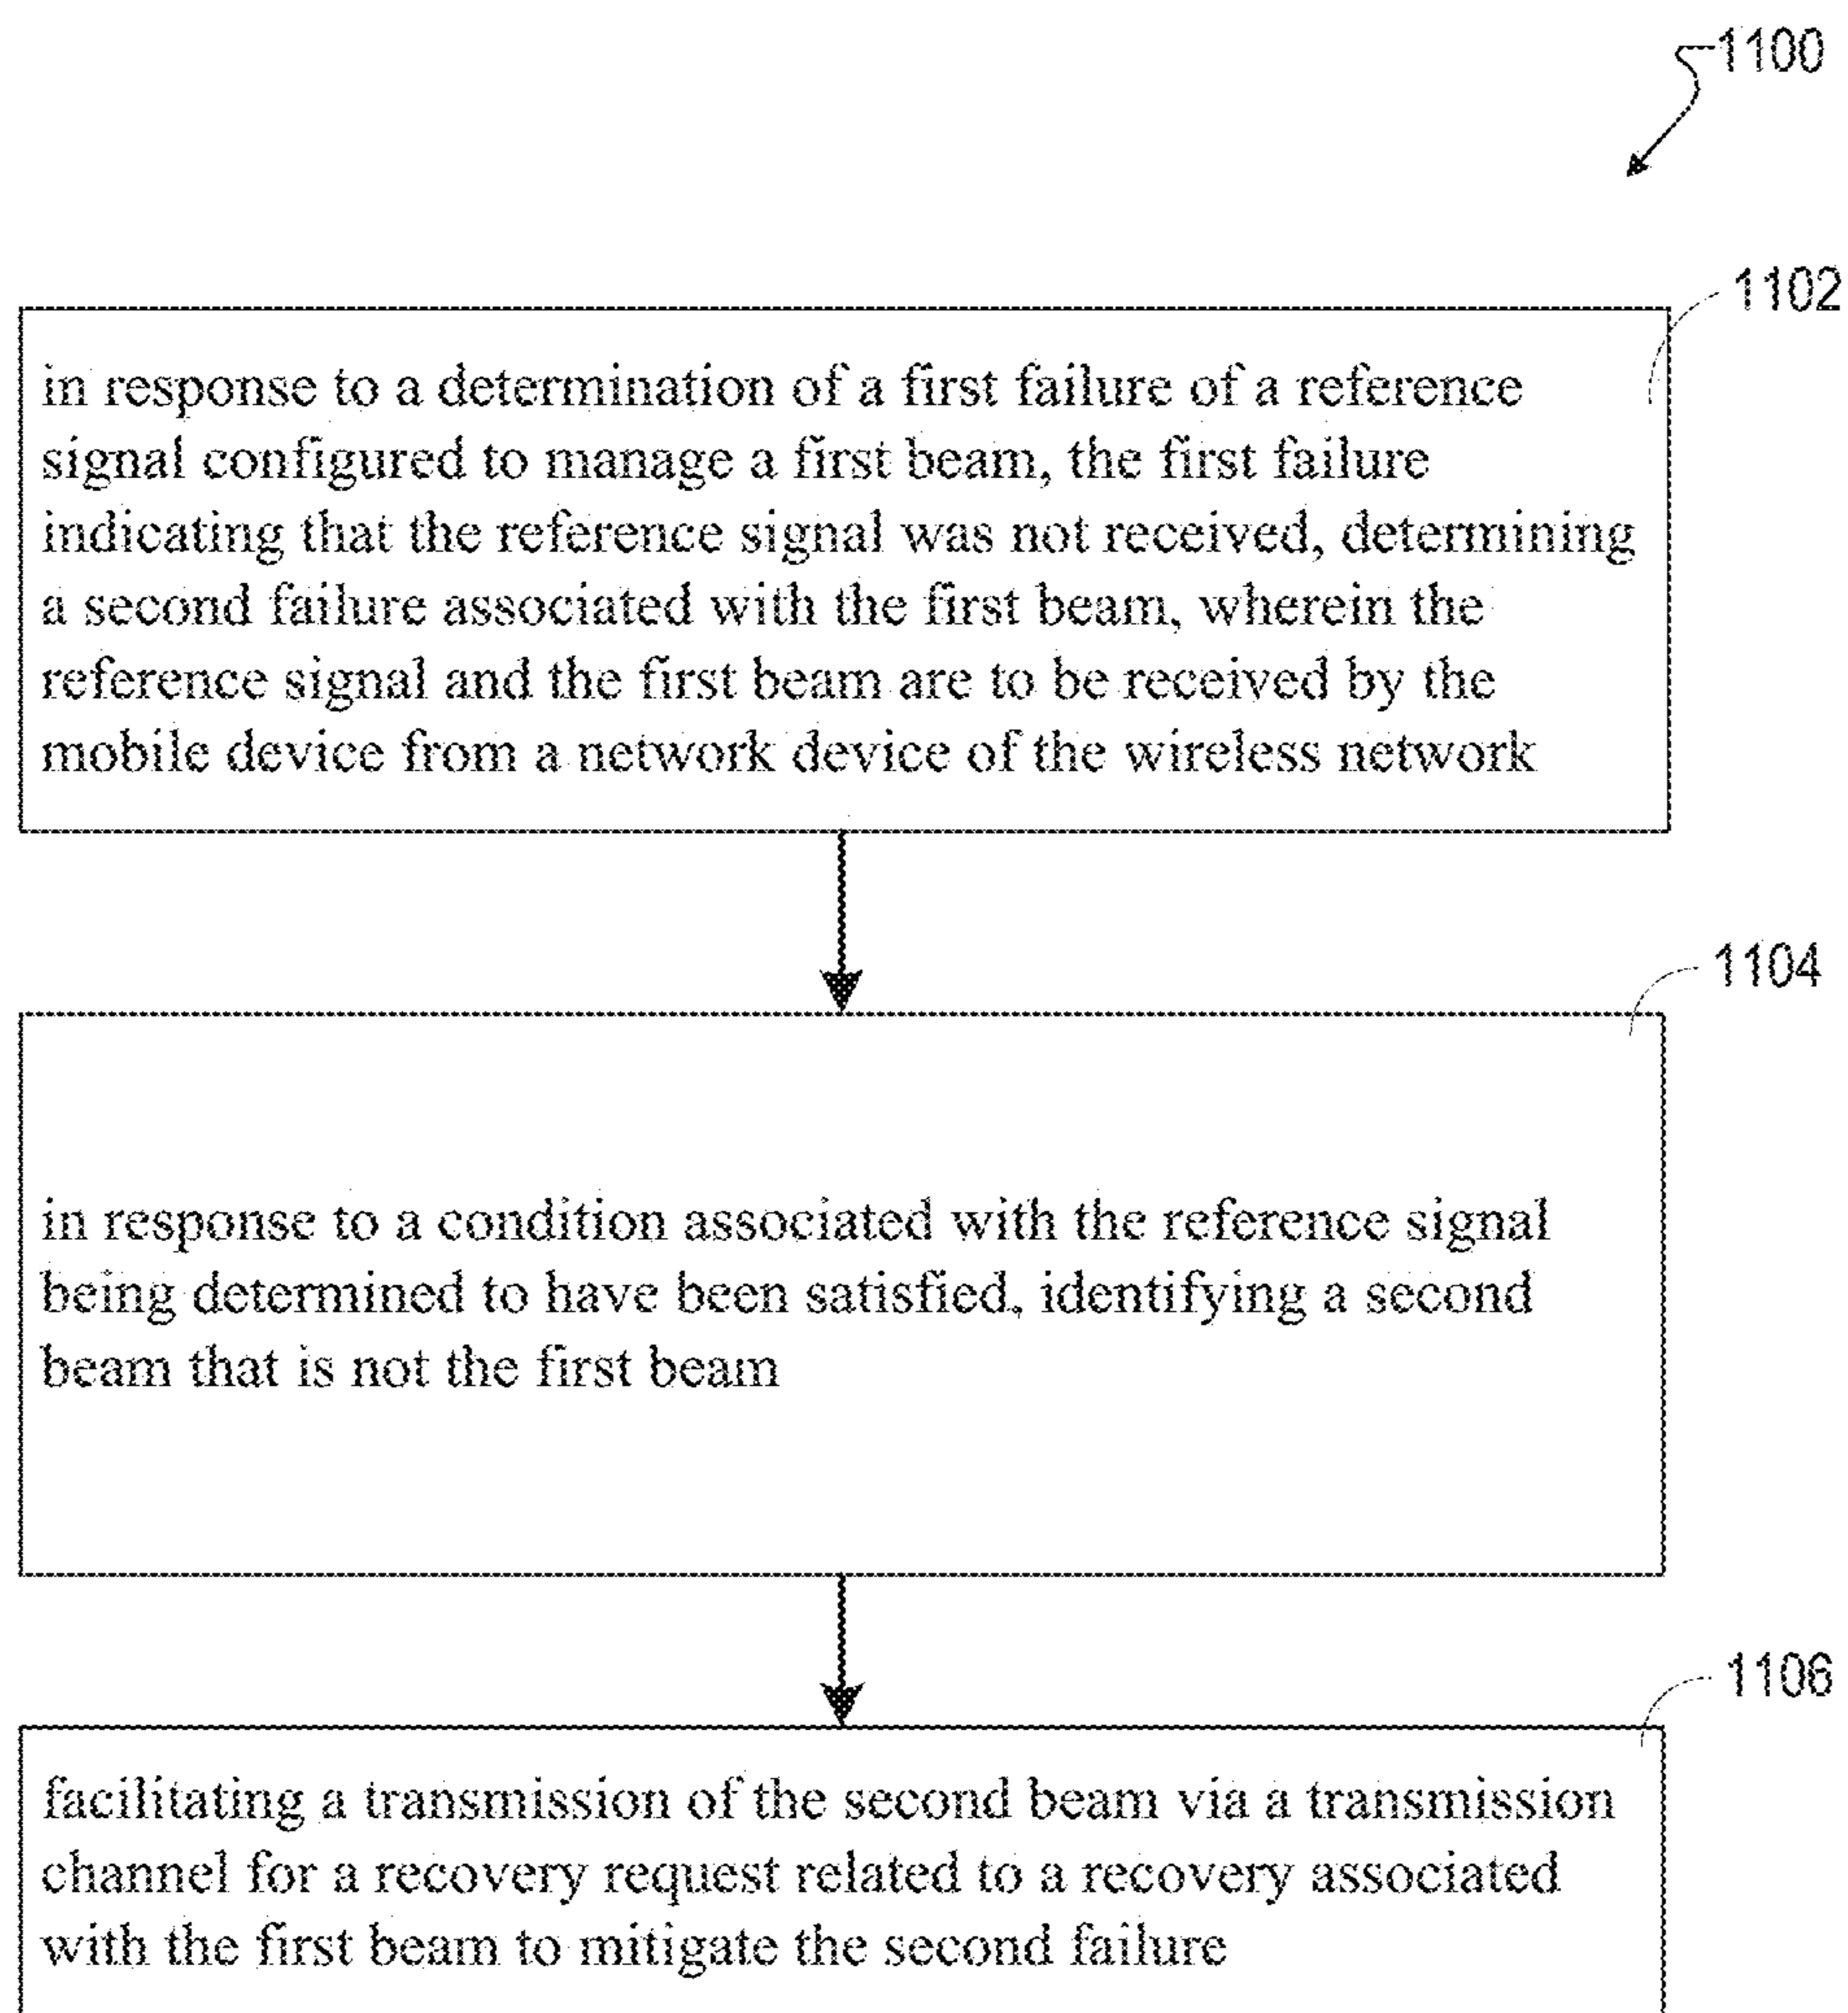 1100
1102
in response to a determination of a first failure of a reference
signal configured to manage a first beam, the first failure
indicating that the reference signal was not received, determining
a second failure associated with the first beam, wherein the
reference signal and the first beam are to be received by the
mobile device from a network device of the wireless network
1104
in response to a condition associated with the reference signal
being determined to have been satisfied, identifying a second
beam that is not the first beam
1106
facilitating a transmission of the second beam via a transmission
channel for a recovery request related to a recovery associated
with the first beam to mitigate the second failure